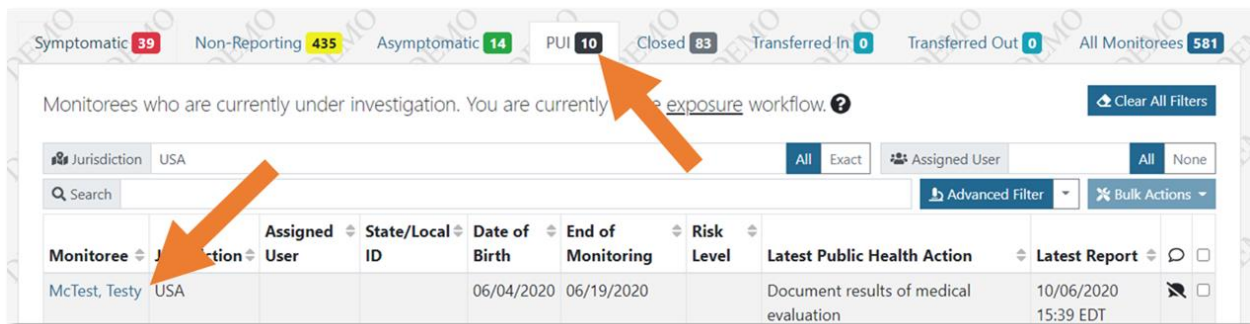 Symptomatic 39 Non-Reporting 435 Asymptomatic 14 PUI 10 Closed 83 Transferred In 0 Transferred Out 0 All Monitorees 581
Monitorees who are currently under investigation. You are currently exposure workflow. ?
Clear All Filters
Jurisdiction USA All Exact Assigned User All None
Search Advanced Filter Bulk Actions
Monitoree Assigned User State/Local ID Date of Birth End of Monitoring Risk Level Latest Public Health Action Latest Report
McTest, Testy USA 06/04/2020 06/19/2020 Document results of medical evaluation 10/06/2020 15:39 EDT
DEMO